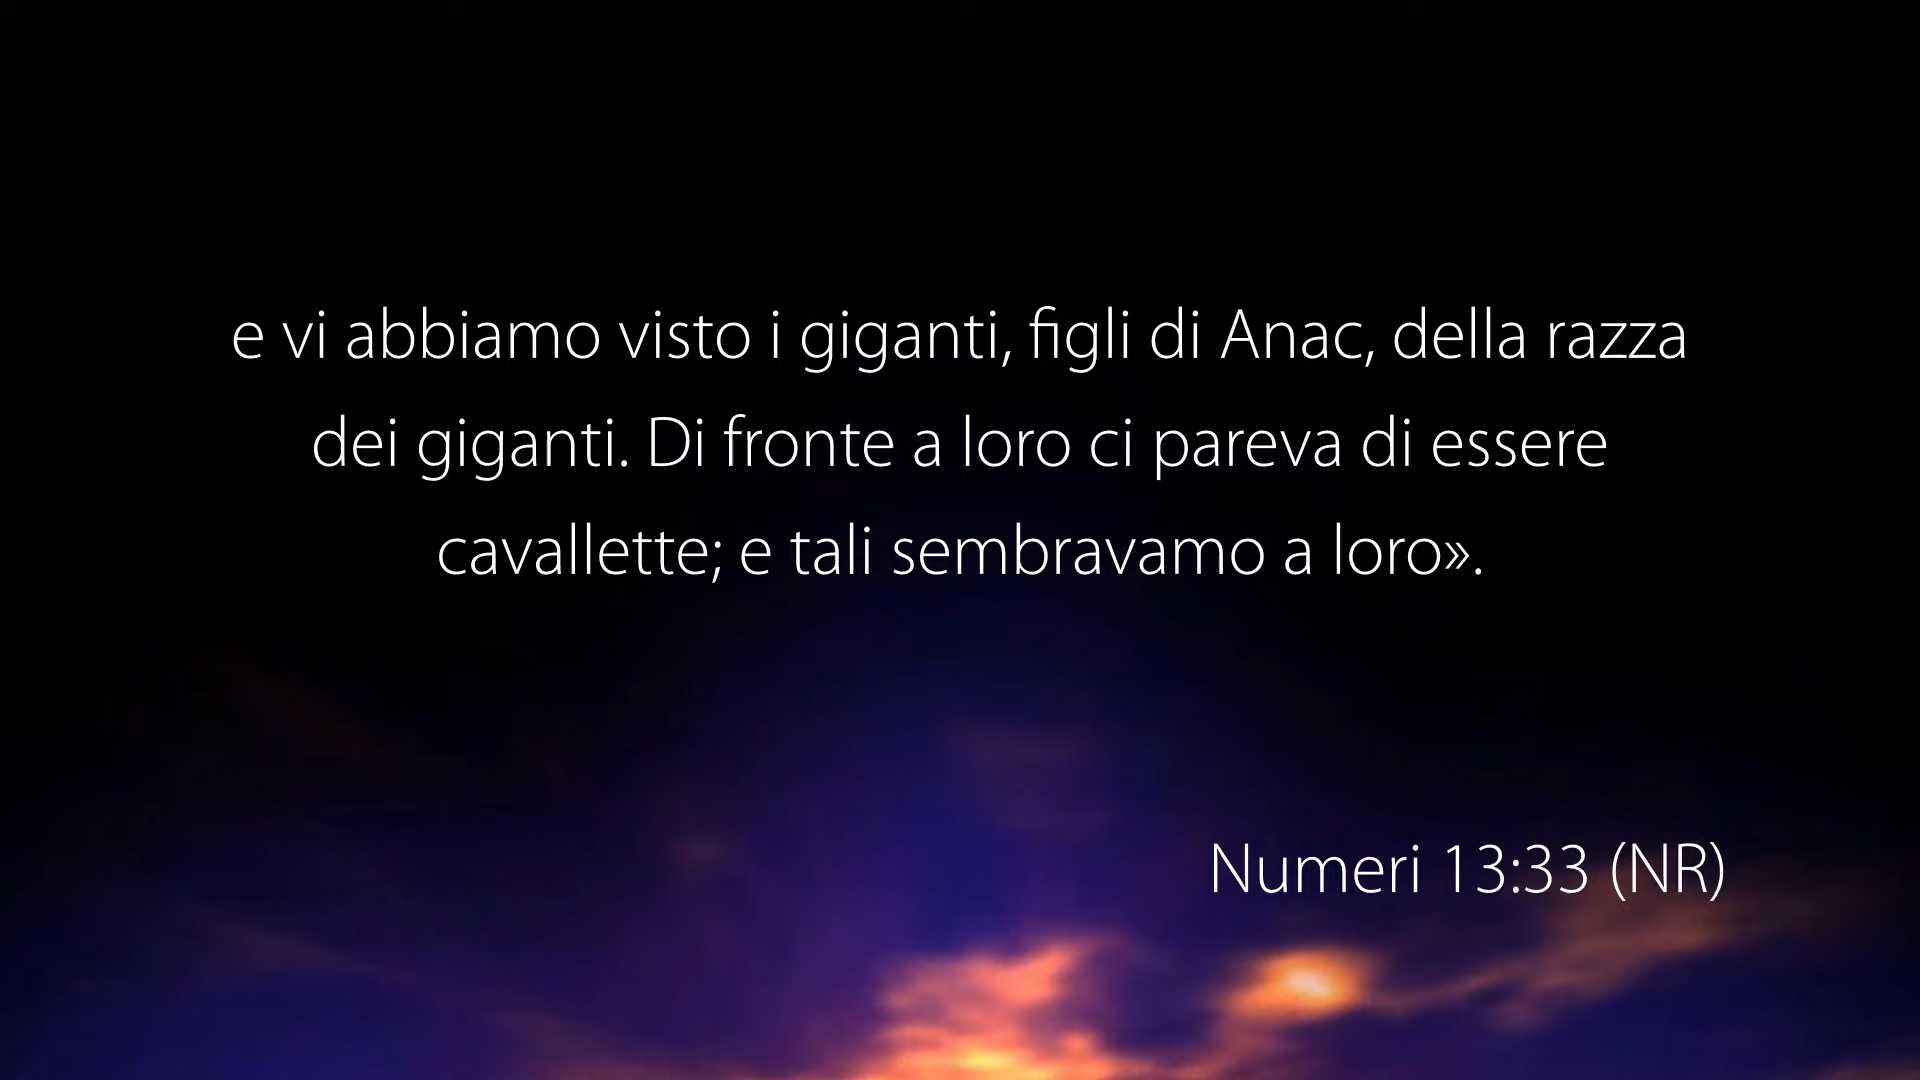 e vi abbiamo visto i giganti, figli di Anac, della razza
dei giganti. Di fronte a loro ci pareva di essere
cavallette; e tali sembravamo a loro».
Numeri 13:33 (NR)